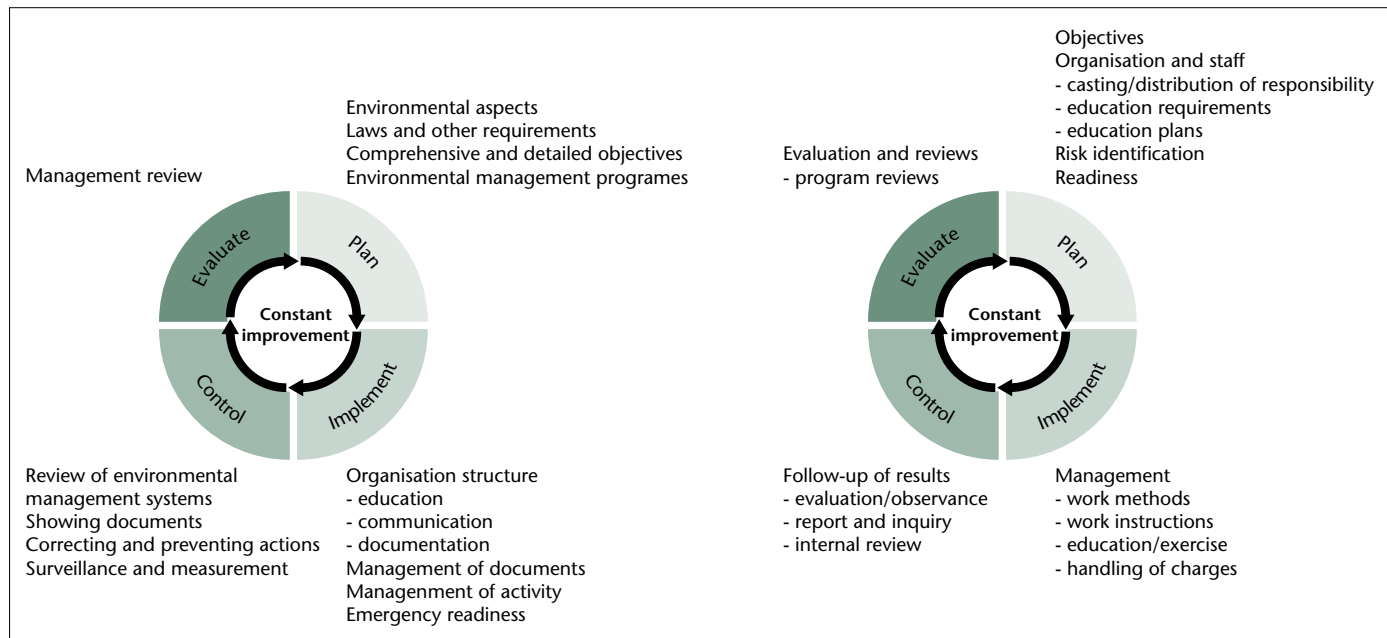 Management review
Environmental aspects
Laws and other requirements
Comprehensive and detailed objectives
Environmental management programes
Evaluate
Plan
Constant
improvement
Control
Implement
Review of environmental
management systems
Showing documents
Correcting and preventing actions
Surveillance and measurement
Organisation structure
- education
- communication
- documentation
Management of documents
Managenment of activity
Emergency readiness
Evaluation and reviews
- program reviews
Objectives
Organisation and staff
- casting/distribution of responsibility
- education requirements
- education plans
Risk identification
Readiness
Evaluate
Plan
Constant
improvement
Control
Implement
Follow-up of results
- evaluation/observance
- report and inquiry
- internal review
Management
- work methods
- work instructions
- education/exercise
- handling of charges